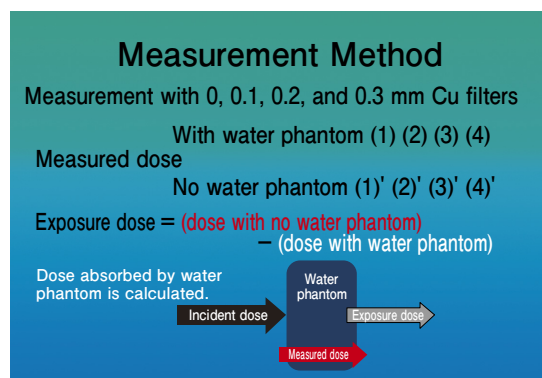 Measurement Method
Measurement with 0, 0.1, 0.2, and 0.3 mm Cu filters
With water phantom (1) (2) (3) (4)
Measured dose
No water phantom (1)' (2)' (3)' (4)'
Exposure dose = (dose with no water phantom)
− (dose with water phantom)
Dose absorbed by water
phantom is calculated.
Water
phantom
Incident dose
Exposure dose
Measured dose